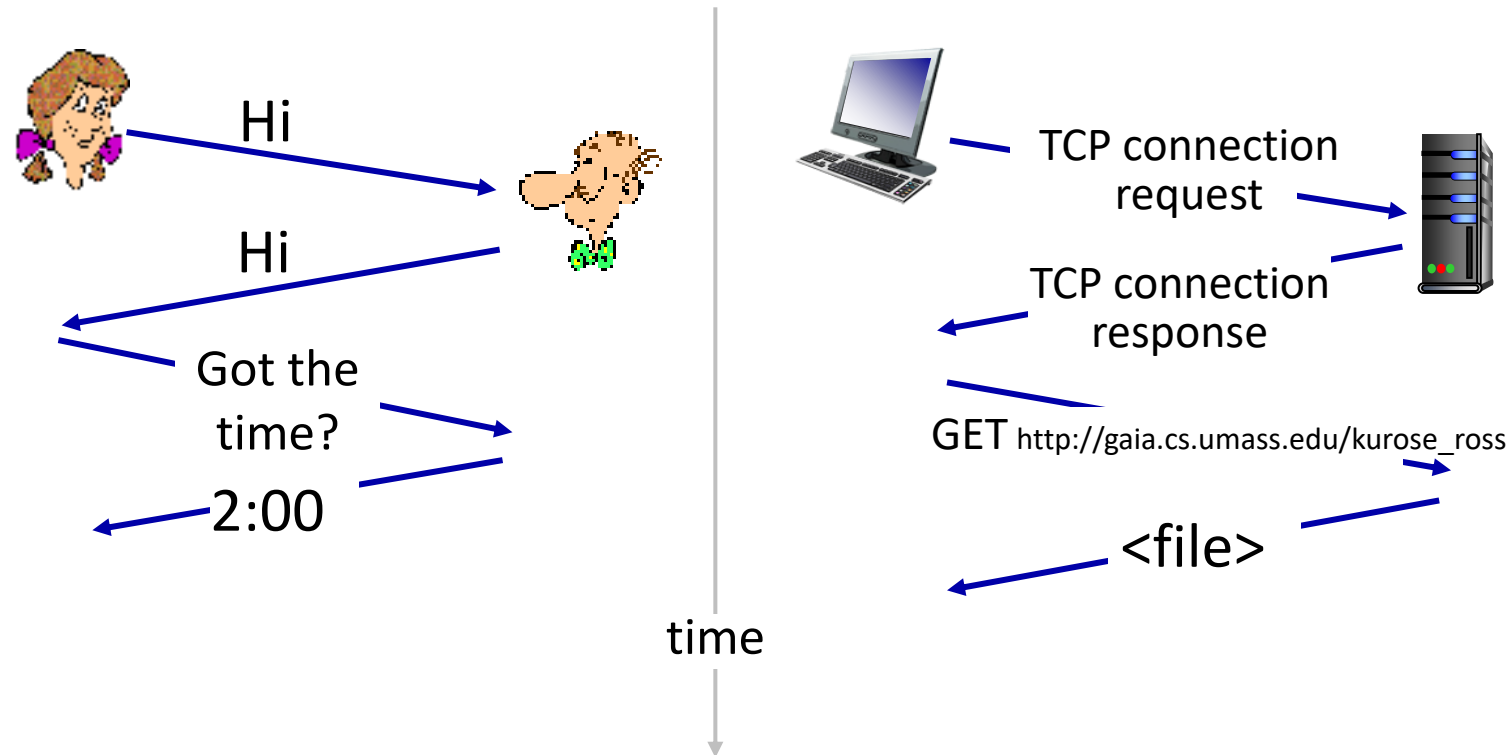 Hi
Hi
Got the
time?
2:00
time
TCP connection
request
TCP connection
response
GET http://gaia.cs.umass.edu/kurose_ross
<file>